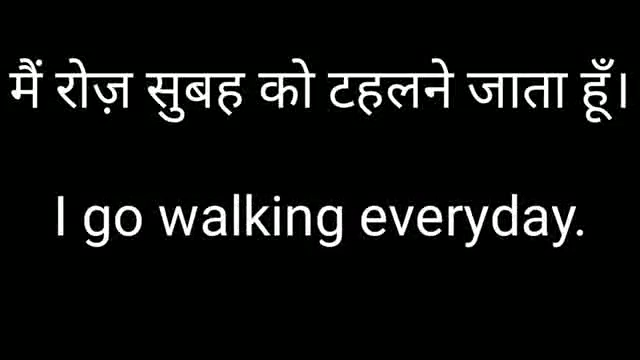 मैं रोज़ सुबह को टहलने जाता हूँ।
I go walking everyday.